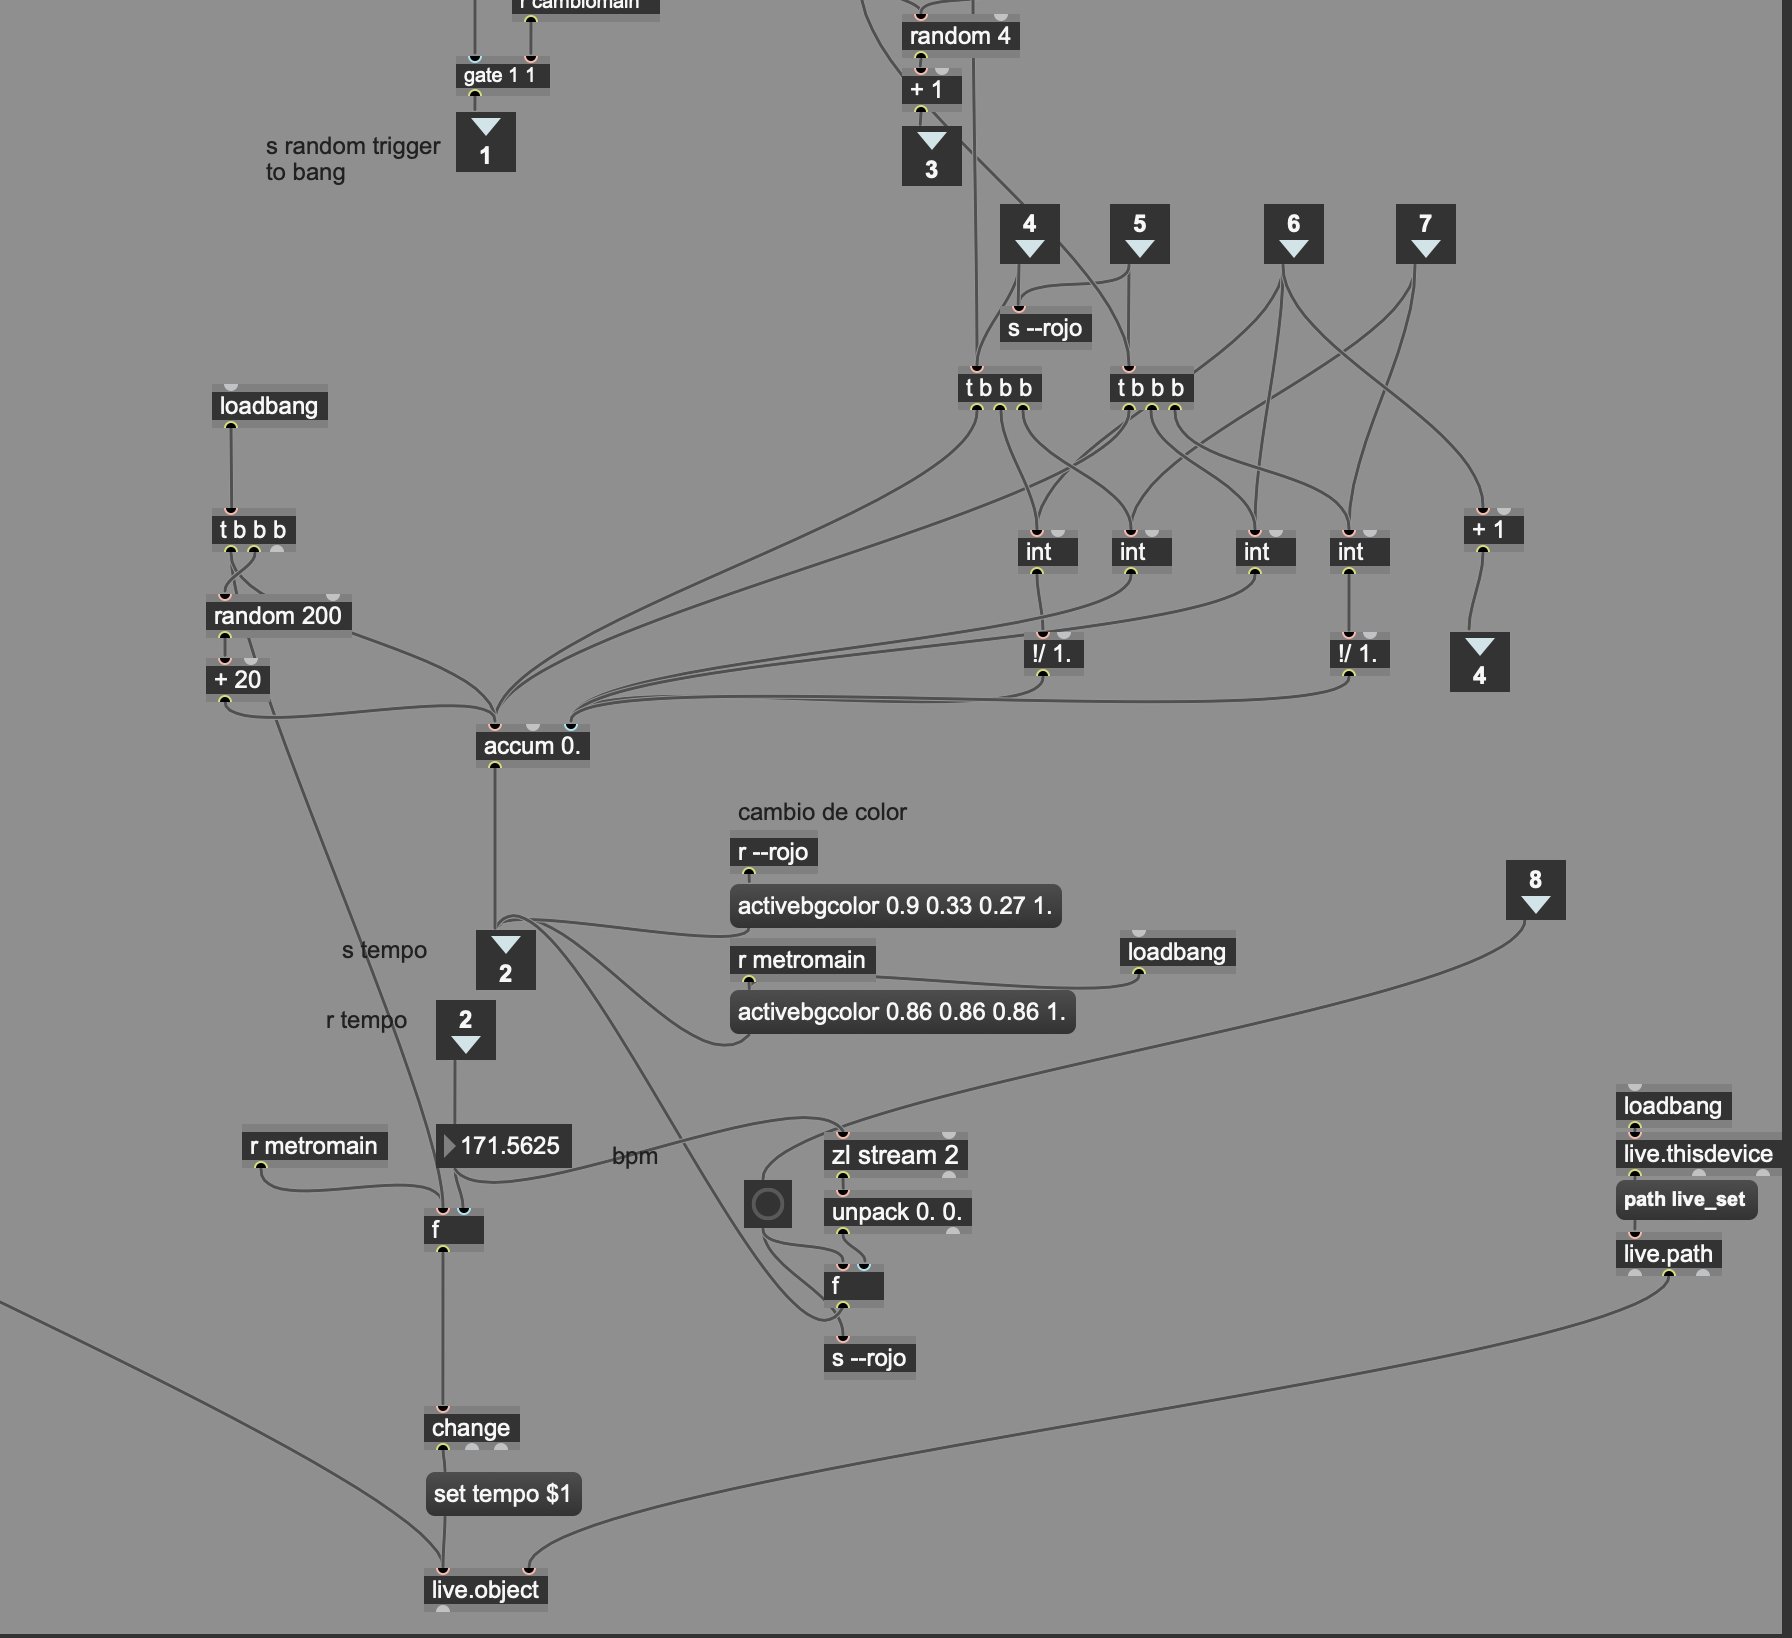 r cambiomain
random 4
gate 1 1
+ 1
s random trigger
to bang
1
3
4
5
6
7
s --rojo
t b b b
t b b b
loadbang
t b b b
+ 1
int
int
int
int
random 200
!/ 1.
!/ 1.
4
+ 20
accum 0.
cambio de color
r --rojo
8
activebgcolor 0.9 0.33 0.27 1.
s tempo
2
r metromain
loadbang
activebgcolor 0.86 0.86 0.86 1.
r tempo
2
loadbang
r metromain
171.5625
bpm
zl stream 2
live.thisdevice
path live_set
unpack 0. 0.
f
live.path
f
s --rojo
change
set tempo $1
live.object